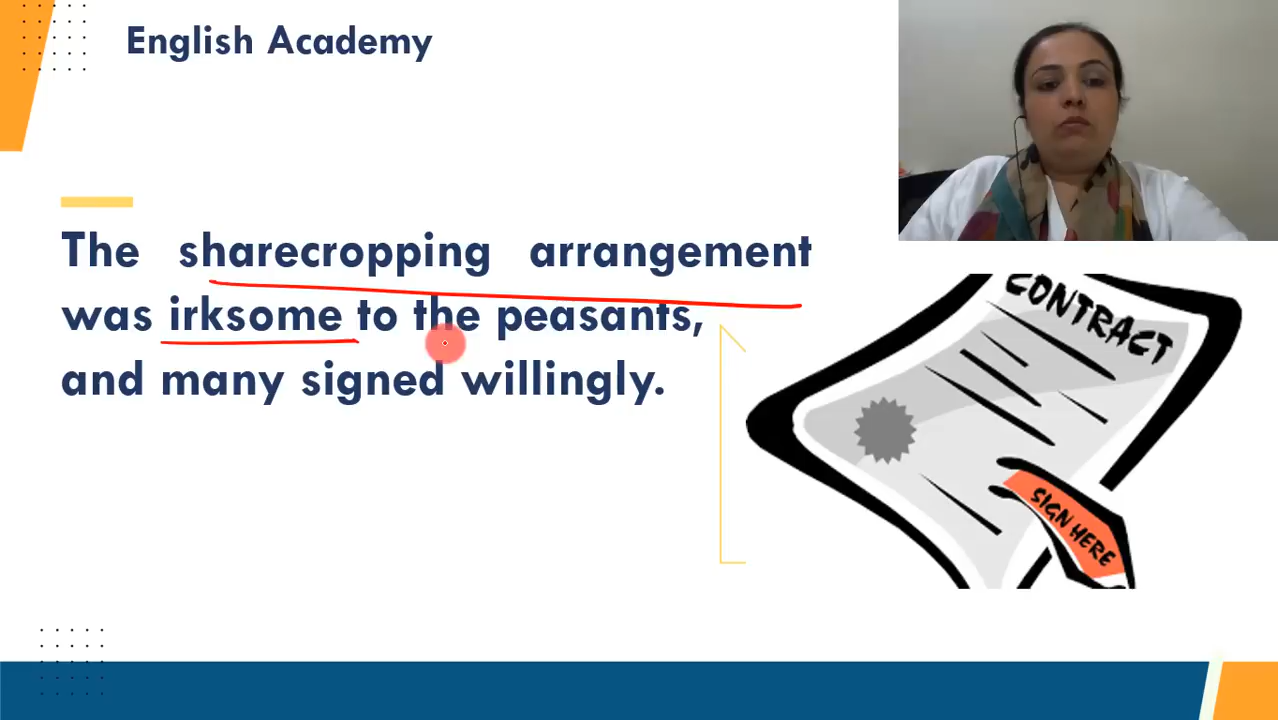 English Academy
The sharecropping arrangement
was irksome to the peasants,
and many signed willingly.
CONTRACT
SIGN HERE